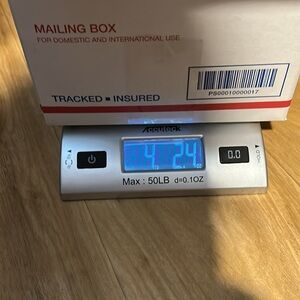 MAILING BOX
FOR DOMESTIC AND INTERNATIONAL USE
TRACKED ■ INSURED
PS00010000017
Accuteck
4 2.4
0.0
HOLD
Max : 50LB d=0.1OZ